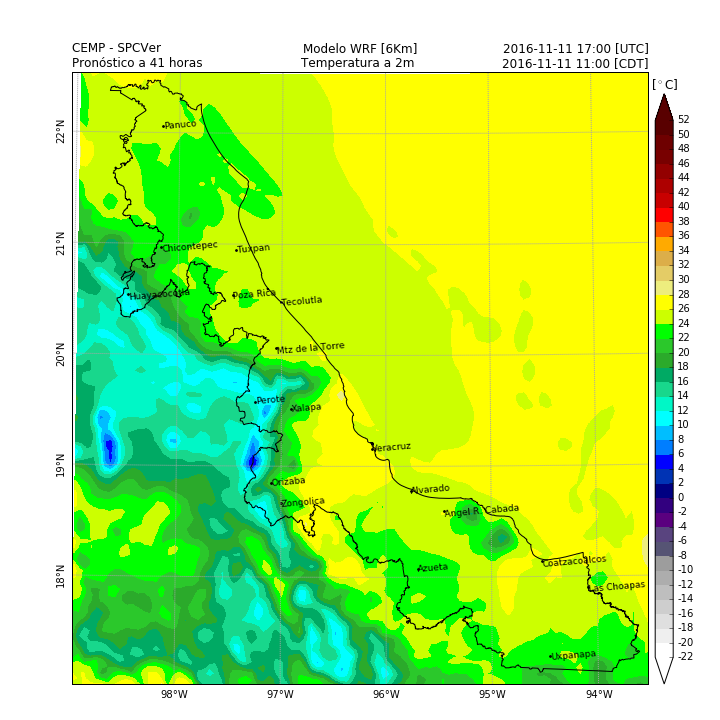 CEMP - SPCVer Modelo WRF [6Km] 2016-11-11 17:00 [UTC]
Pronóstico a 41 horas Temperatura a 2m 2016-11-11 11:00 [CDT]
[°C]
52
50
48
46
44
42
40
38
36
34
32
30
28
26
24
22
20
18
16
14
12
10
8
6
4
2
0
-2
-4
-6
-8
-10
-12
-14
-16
-18
-20
-22
22°N
21°N
20°N
19°N
18°N
Panuco
Chicontepec
Tuxpan
Huayacocotla
Poza Rica
Tecolutla
Mtz de la Torre
Perote
Xalapa
Veracruz
Orizaba
Alvarado
Zongolica
Angel R. Cabada
Coatzacoalcos
Azueta
Las Choapas
Uxpanapa
98°W 97°W 96°W 95°W 94°W